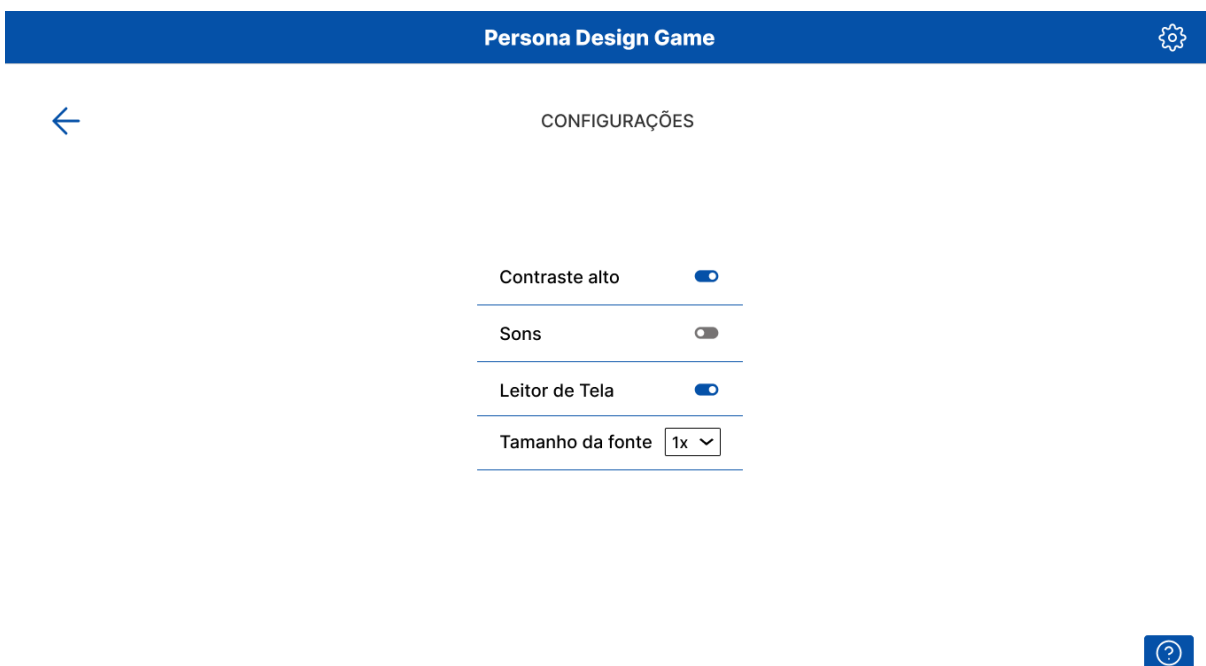 Persona Design Game
CONFIGURAÇÕES
Contraste alto
Sons
Leitor de Tela
Tamanho da fonte 1x
?